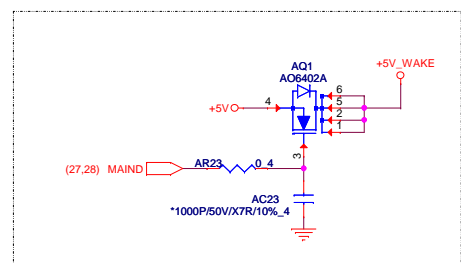 AQ1
AO6402A
+5V_WAKE
6
+5V
4
5
2
1
3
(27,28) MAIND
AR23
0_4
AC23
*1000P/50V/X7R/10%_4